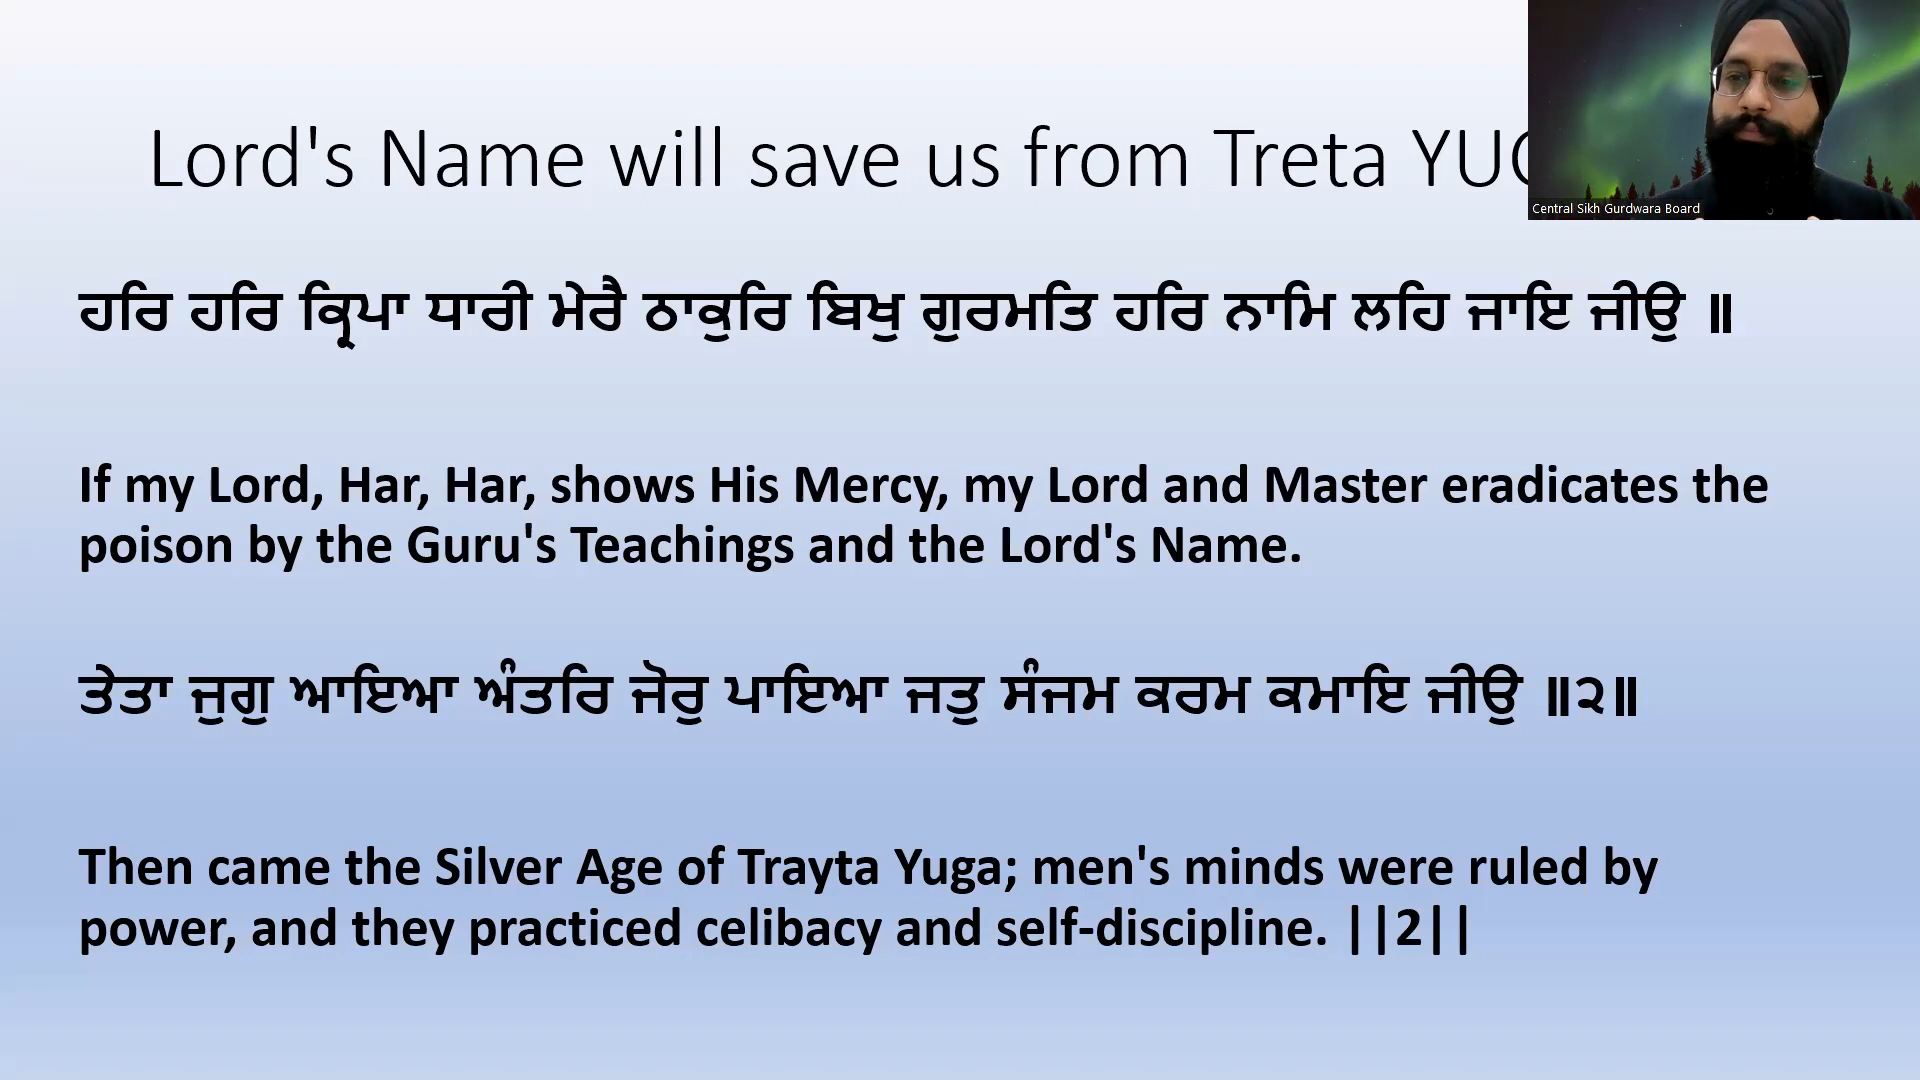 Lord's Name will save us from Treta
Central Sikh Gurdwara Board
ਹਰਿ ਹਰਿ ਕ੍ਰਿਪਾ ਧਾਰੀ ਮੇਰੈ ਠਾਕੁਰਿ ਬਿਖੁ ਗੁਰਮਤਿ ਹਰਿ ਨਾਮਿ ਲਹਿ ਜਾਇ ਜੀਉ ॥
If my Lord, Har, Har, shows His Mercy, my Lord and Master eradicates the
poison by the Guru's Teachings and the Lord's Name.
ਤੇਤਾ ਜੁਗੁ ਆਇਆ ਅੰਤਰਿ ਜੋਰੁ ਪਾਇਆ ਜਤੁ ਸੰਜਮ ਕਰਮ ਕਮਾਇ ਜੀਉ ॥੨॥
Then came the Silver Age of Trayta Yuga; men's minds were ruled by
power, and they practiced celibacy and self-discipline. ||2||